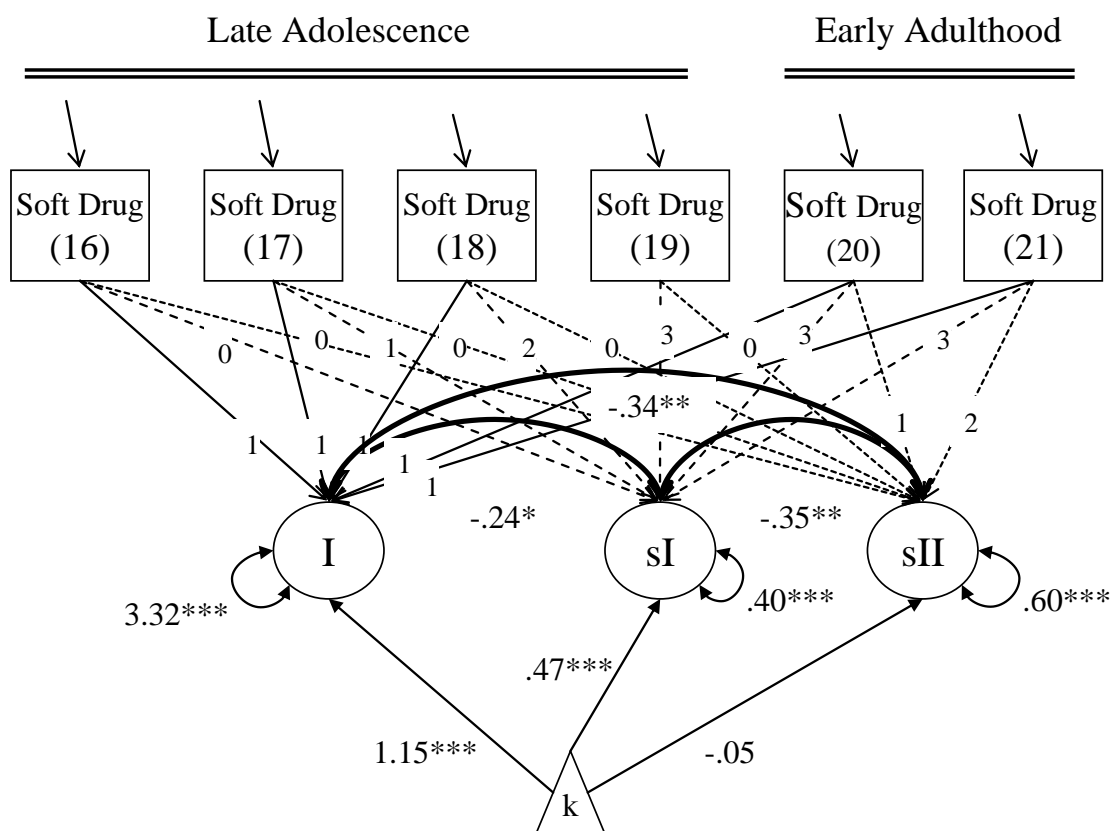 Late Adolescence
Early Adulthood
Soft Drug
(16)
Soft Drug
(17)
Soft Drug
(18)
Soft Drug
(19)
Soft Drug
(20)
Soft Drug
(21)
0 0 1 0 2 0 3 0 3 3
-.34**
1 1 1 1 1 1 2
-.24*
-.35**
I
sI
sII
3.32***
.40***
.60***
.47***
1.15***
-.05
k